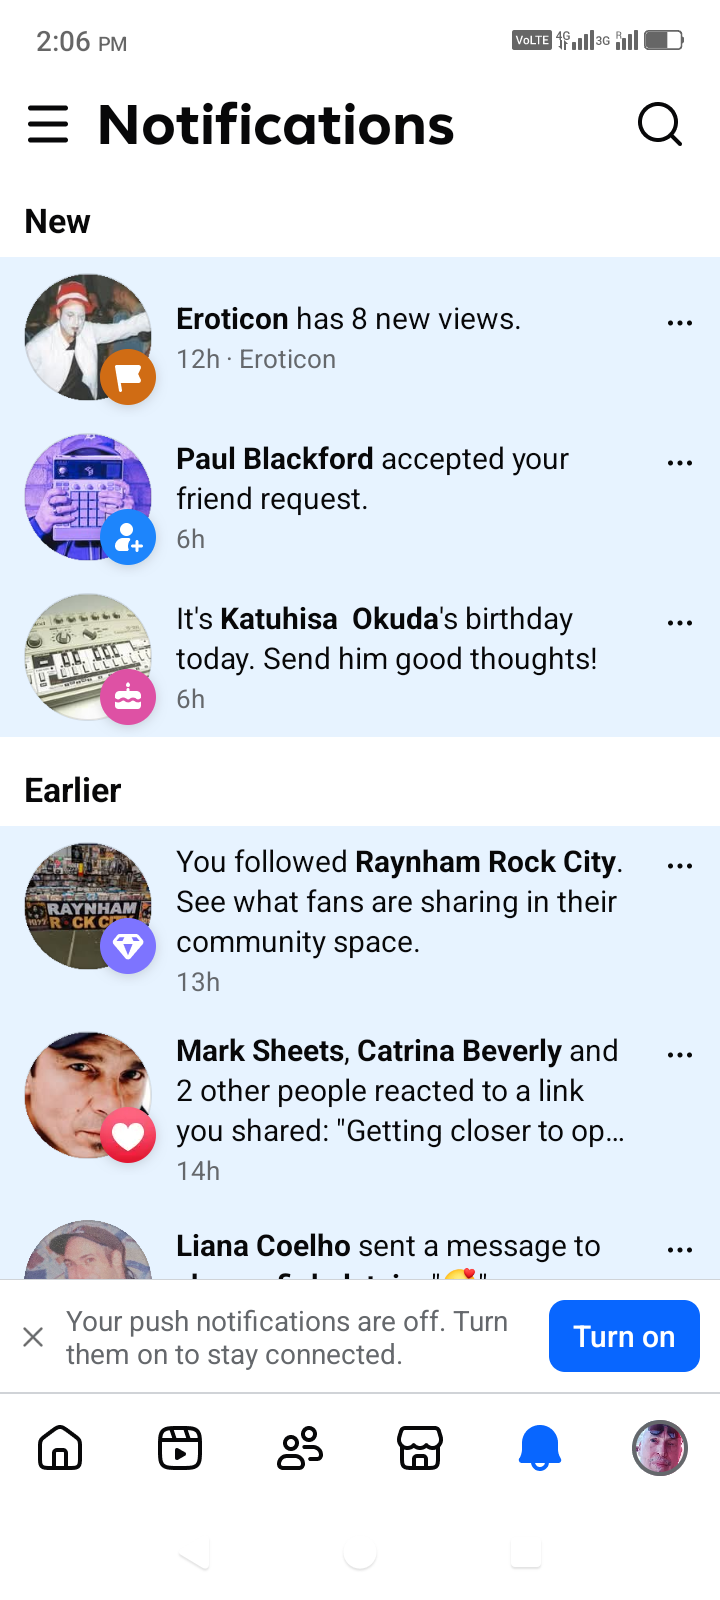 2:06 PM
VoLTE 4G 3G R
Notifications
New
Eroticon has 8 new views.
12h · Eroticon
Paul Blackford accepted your
friend request.
6h
It's Katuhisa  Okuda's birthday
today. Send him good thoughts!
6h
Earlier
RAYNHAM
ROCK CITY
You followed Raynham Rock City.
See what fans are sharing in their
community space.
13h
Mark Sheets, Catrina Beverly and
2 other people reacted to a link
you shared: "Getting closer to op…
14h
Liana Coelho sent a message to
Your push notifications are off. Turn
them on to stay connected.
Turn on